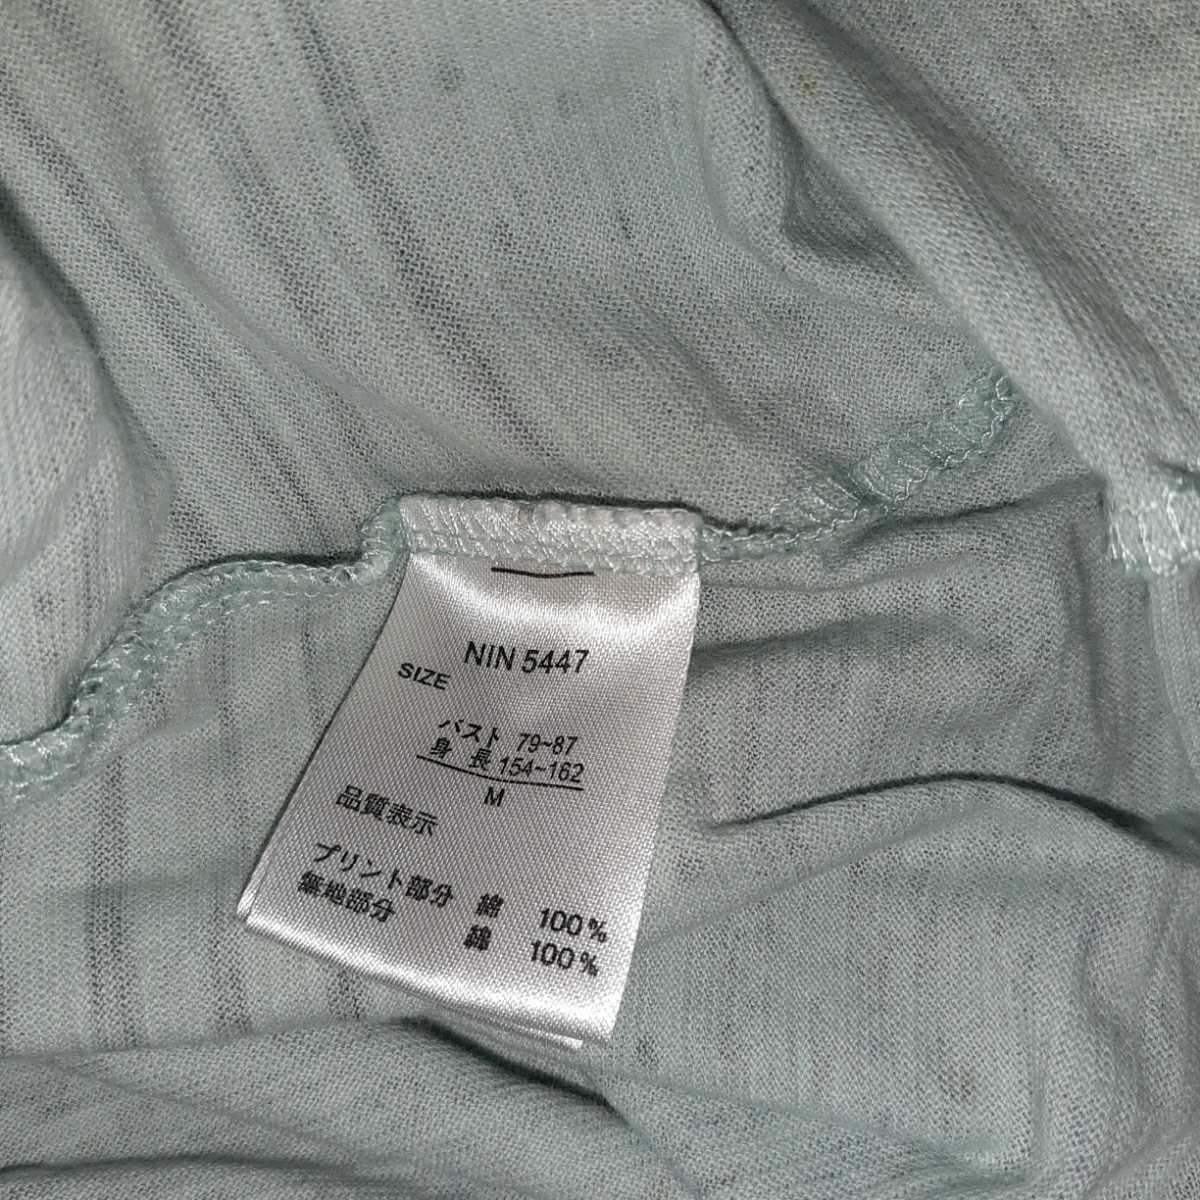 NIN 5447
SIZE
バスト 79~87
身長 154~162
M
品質表示
プリント部分 綿 100%
無地部分 綿 100%